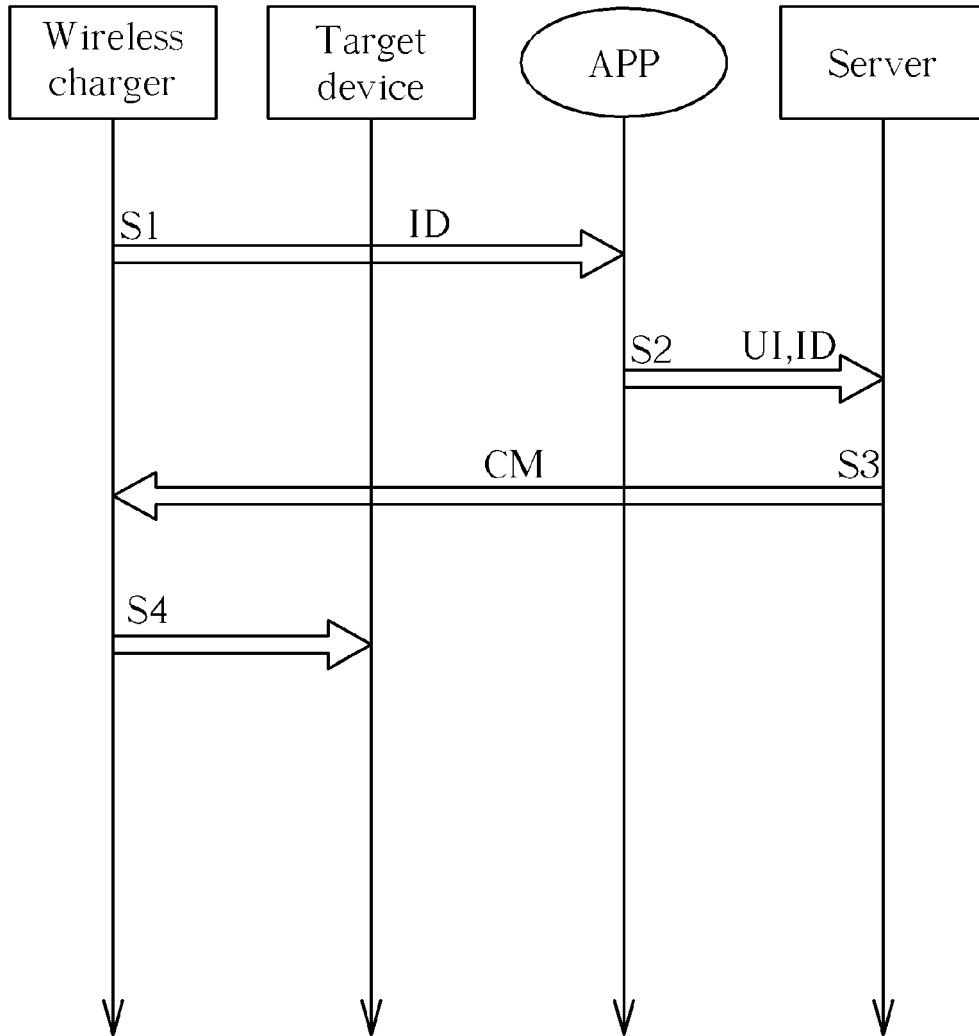 Wireless
charger
Target
device
APP
Server
S1
ID
S2
UI,ID
CM
S3
S4